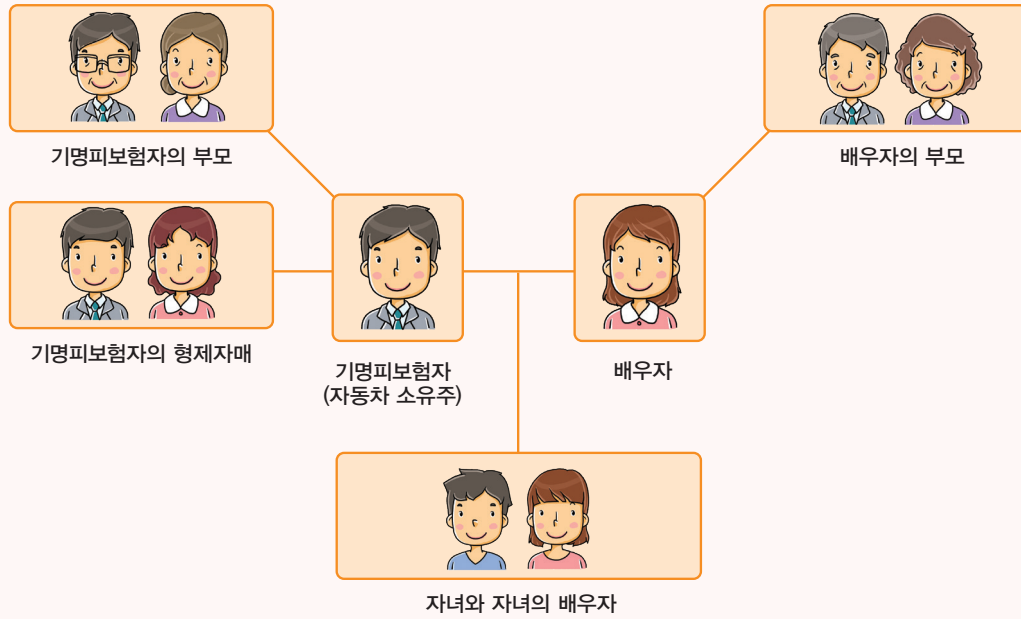 기명피보험자의 부모
배우자의 부모
기명피보험자의 형제자매
기명피보험자
(자동차 소유주)
배우자
자녀와 자녀의 배우자